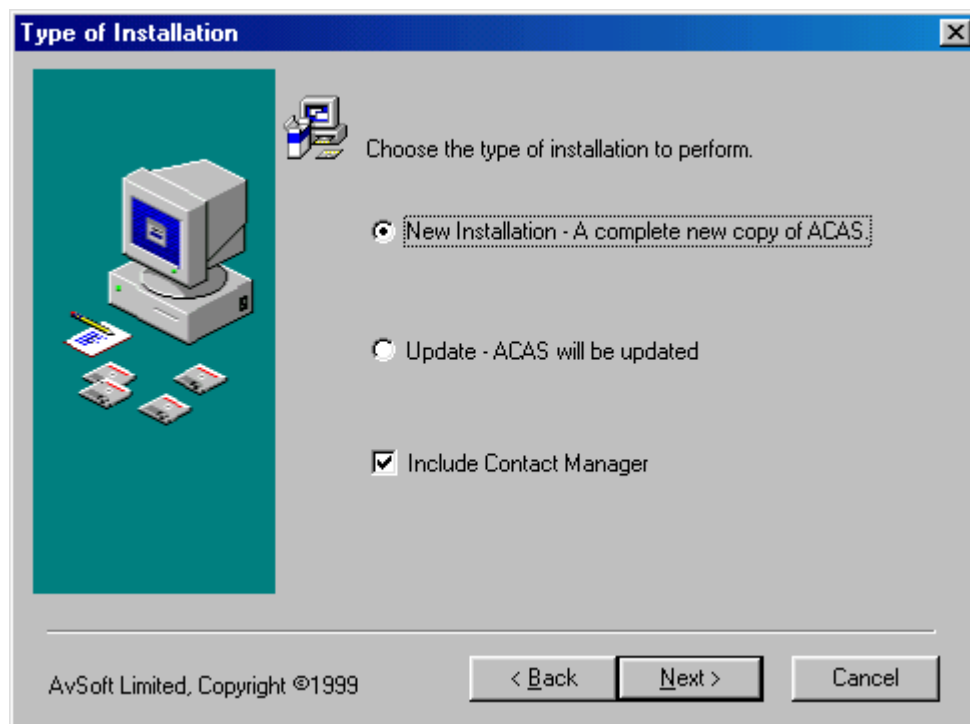 Type of Installation
Choose the type of installation to perform.
New Installation - A complete new copy of ACAS.
Update - ACAS will be updated
Include Contact Manager
AvSoft Limited, Copyright ©1999
< Back
Next >
Cancel